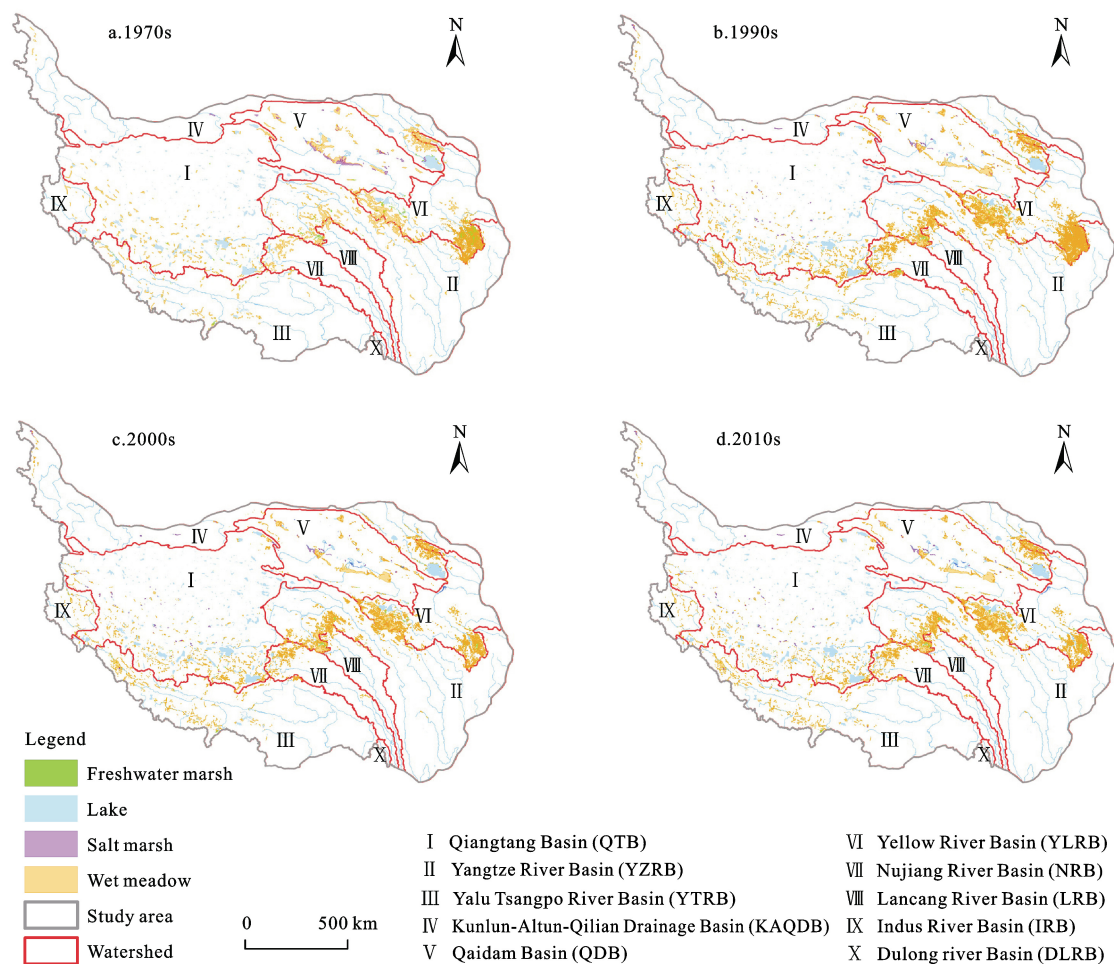 a.1970s
N
b.1990s
N
Ⅳ
Ⅴ
Ⅰ
Ⅸ
Ⅵ
Ⅶ
Ⅷ
Ⅱ
Ⅲ
Ⅹ
Ⅳ
Ⅴ
Ⅰ
Ⅸ
Ⅵ
Ⅶ
Ⅷ
Ⅱ
Ⅲ
Ⅹ
c.2000s
N
d.2010s
N
Ⅳ
Ⅴ
Ⅰ
Ⅸ
Ⅵ
Ⅶ
Ⅷ
Ⅱ
Ⅲ
Ⅹ
Ⅳ
Ⅴ
Ⅰ
Ⅸ
Ⅵ
Ⅶ
Ⅷ
Ⅱ
Ⅲ
Ⅹ
Legend
Freshwater marsh
Lake
Salt marsh
Wet meadow
Study area
Watershed
0 500 km
Ⅰ Qiangtang Basin (QTB)
Ⅱ Yangtze River Basin (YZRB)
Ⅲ Yalu Tsangpo River Basin (YTRB)
Ⅳ Kunlun-Altun-Qilian Drainage Basin (KAQDB)
Ⅴ Qaidam Basin (QDB)
Ⅵ Yellow River Basin (YLRB)
Ⅶ Nujiang River Basin (NRB)
Ⅷ Lancang River Basin (LRB)
Ⅸ Indus River Basin (IRB)
Ⅹ Dulong river Basin (DLRB)